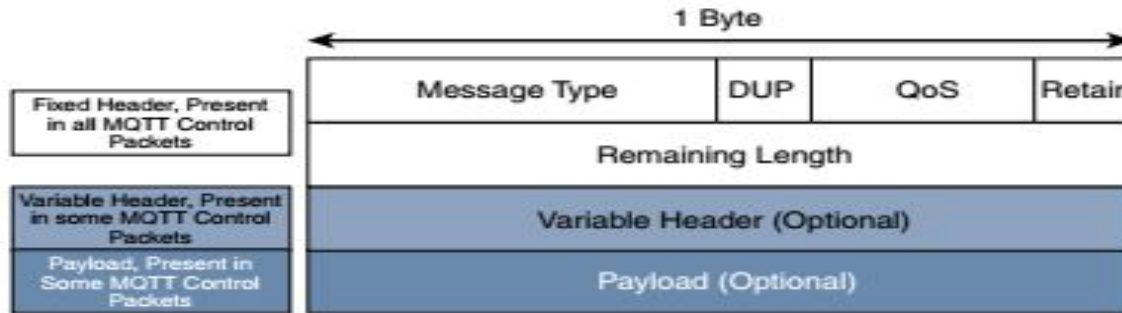 1 Byte
Message Type DUP QoS Retain
Fixed Header, Present
in all MQTT Control
Packets
Remaining Length
Variable Header, Present
in some MQTT Control
Packets
Variable Header (Optional)
Payload, Present in
Some MQTT Control
Packets
Payload (Optional)